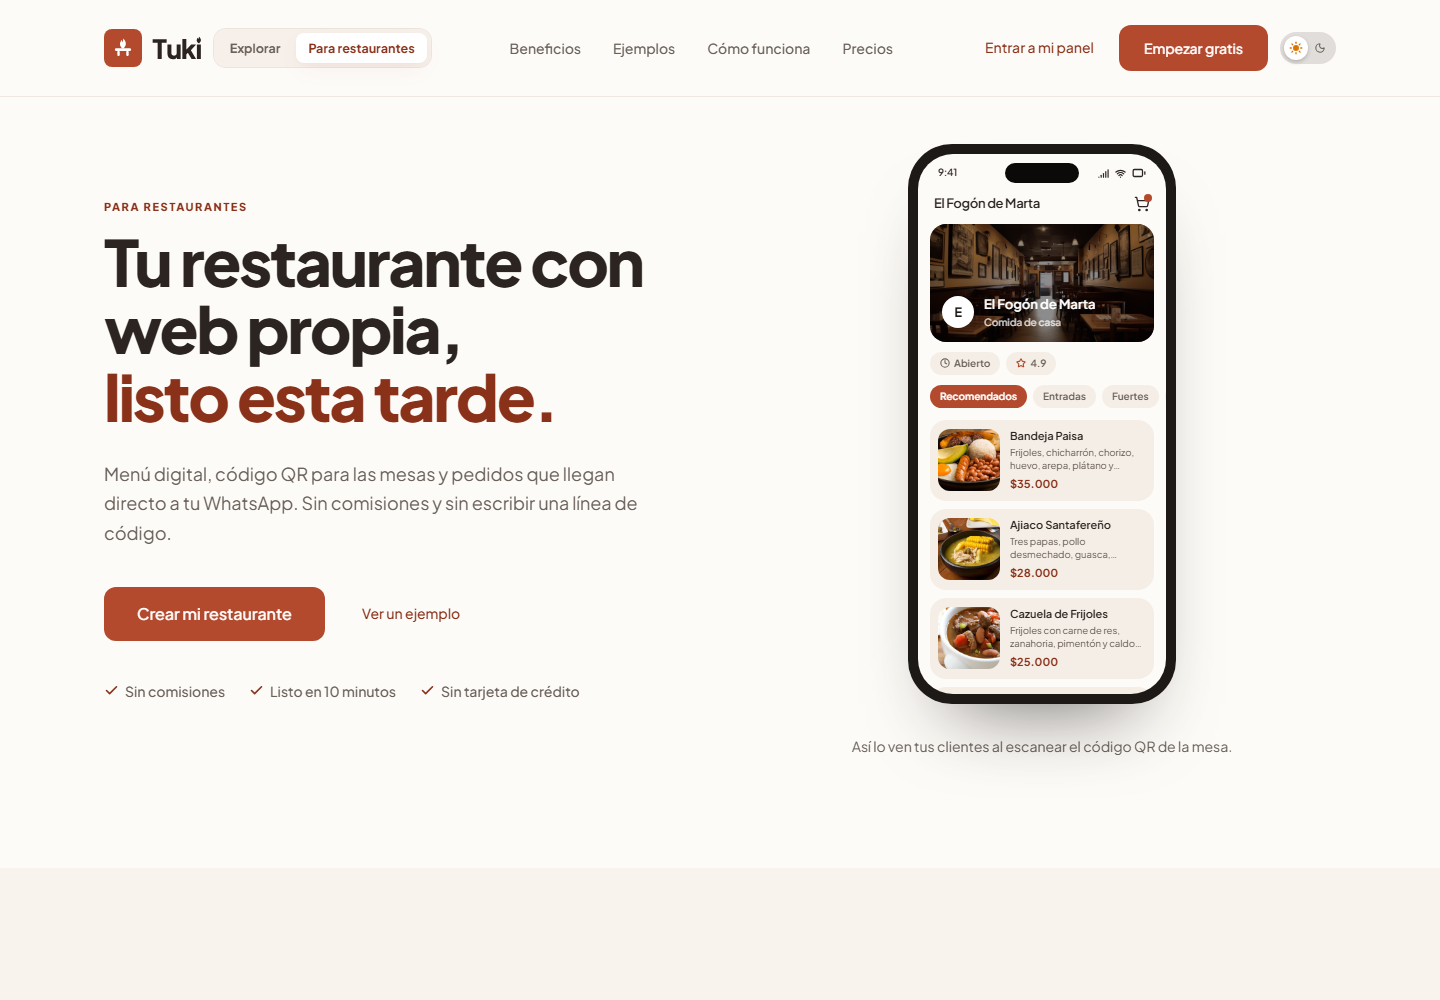 Tuki
Explorar
Para restaurantes
Beneficios
Ejemplos
Cómo funciona
Precios
Entrar a mi panel
Empezar gratis
PARA RESTAURANTES
Tu restaurante con
web propia,
listo esta tarde.
Menú digital, código QR para las mesas y pedidos que llegan
directo a tu WhatsApp. Sin comisiones y sin escribir una línea de
código.
Crear mi restaurante
Ver un ejemplo
Sin comisiones
Listo en 10 minutos
Sin tarjeta de crédito
9:41
El Fogón de Marta
E
El Fogón de Marta
Comida de casa
Abierto
4.9
Recomendados
Entradas
Fuertes
Bandeja Paisa
Frijoles, chicharrón, chorizo,
huevo, arepa, plátano y...
$35.000
Ajiaco Santafereño
Tres papas, pollo
desmechado, guasca,...
$28.000
Cazuela de Frijoles
Frijoles con carne de res,
zanahoria, pimentón y caldo...
$25.000
Así lo ven tus clientes al escanear el código QR de la mesa.